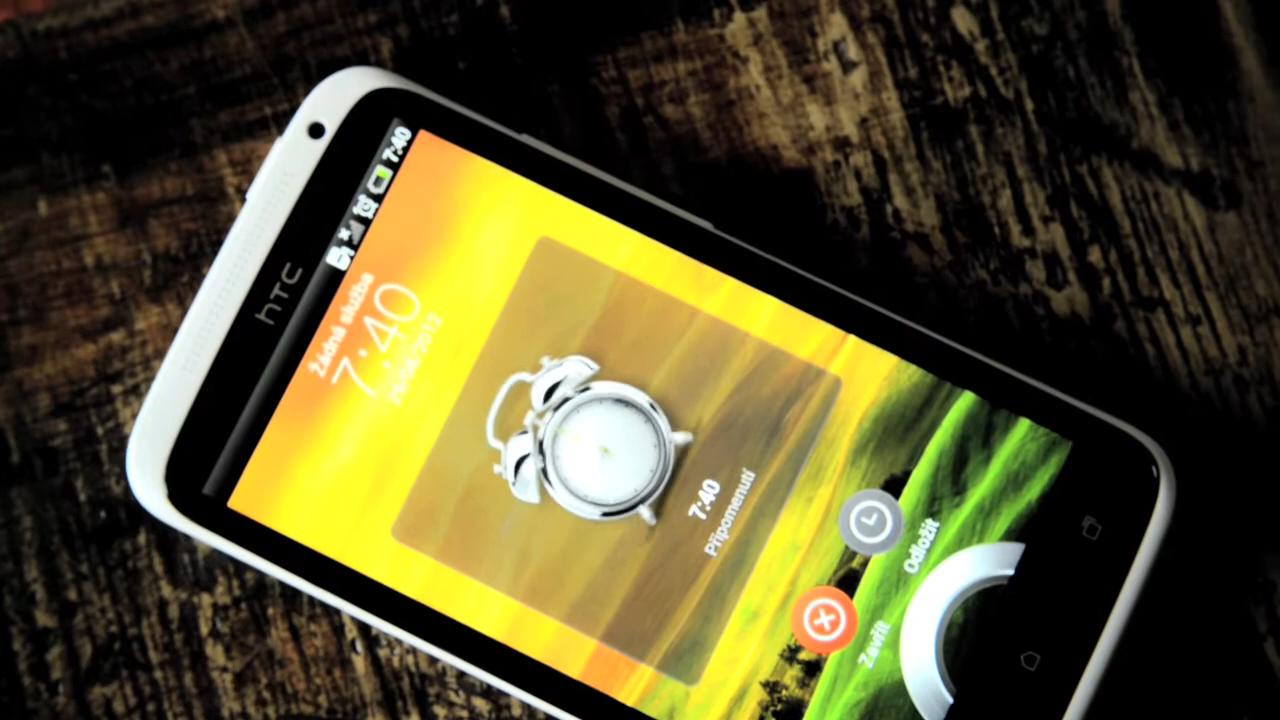 7:40
hTC
Žádná služba
7:40
7:40
Připomenutí
Odložit
Zavřít